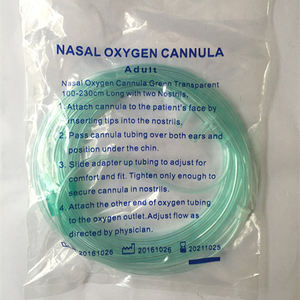 NASAL OXYGEN CANNULA
Adult
Nasal Oxygen Cannula Green Transparent
100-230cm Long with two Nostrils.
1. Attach cannula to the patient's face by
inserting tips into the nostrils.
2. Pass cannula tubing over both ears and
position under the chin.
3. Slide adapter up tubing to adjust for
comfort and fit. Tighten only enough to
secure cannula in nostrils.
4. Attach the other end of oxygen tubing
to the oxygen outlet.Adjust flow as
directed by physician.
20161026 20161026 20211025